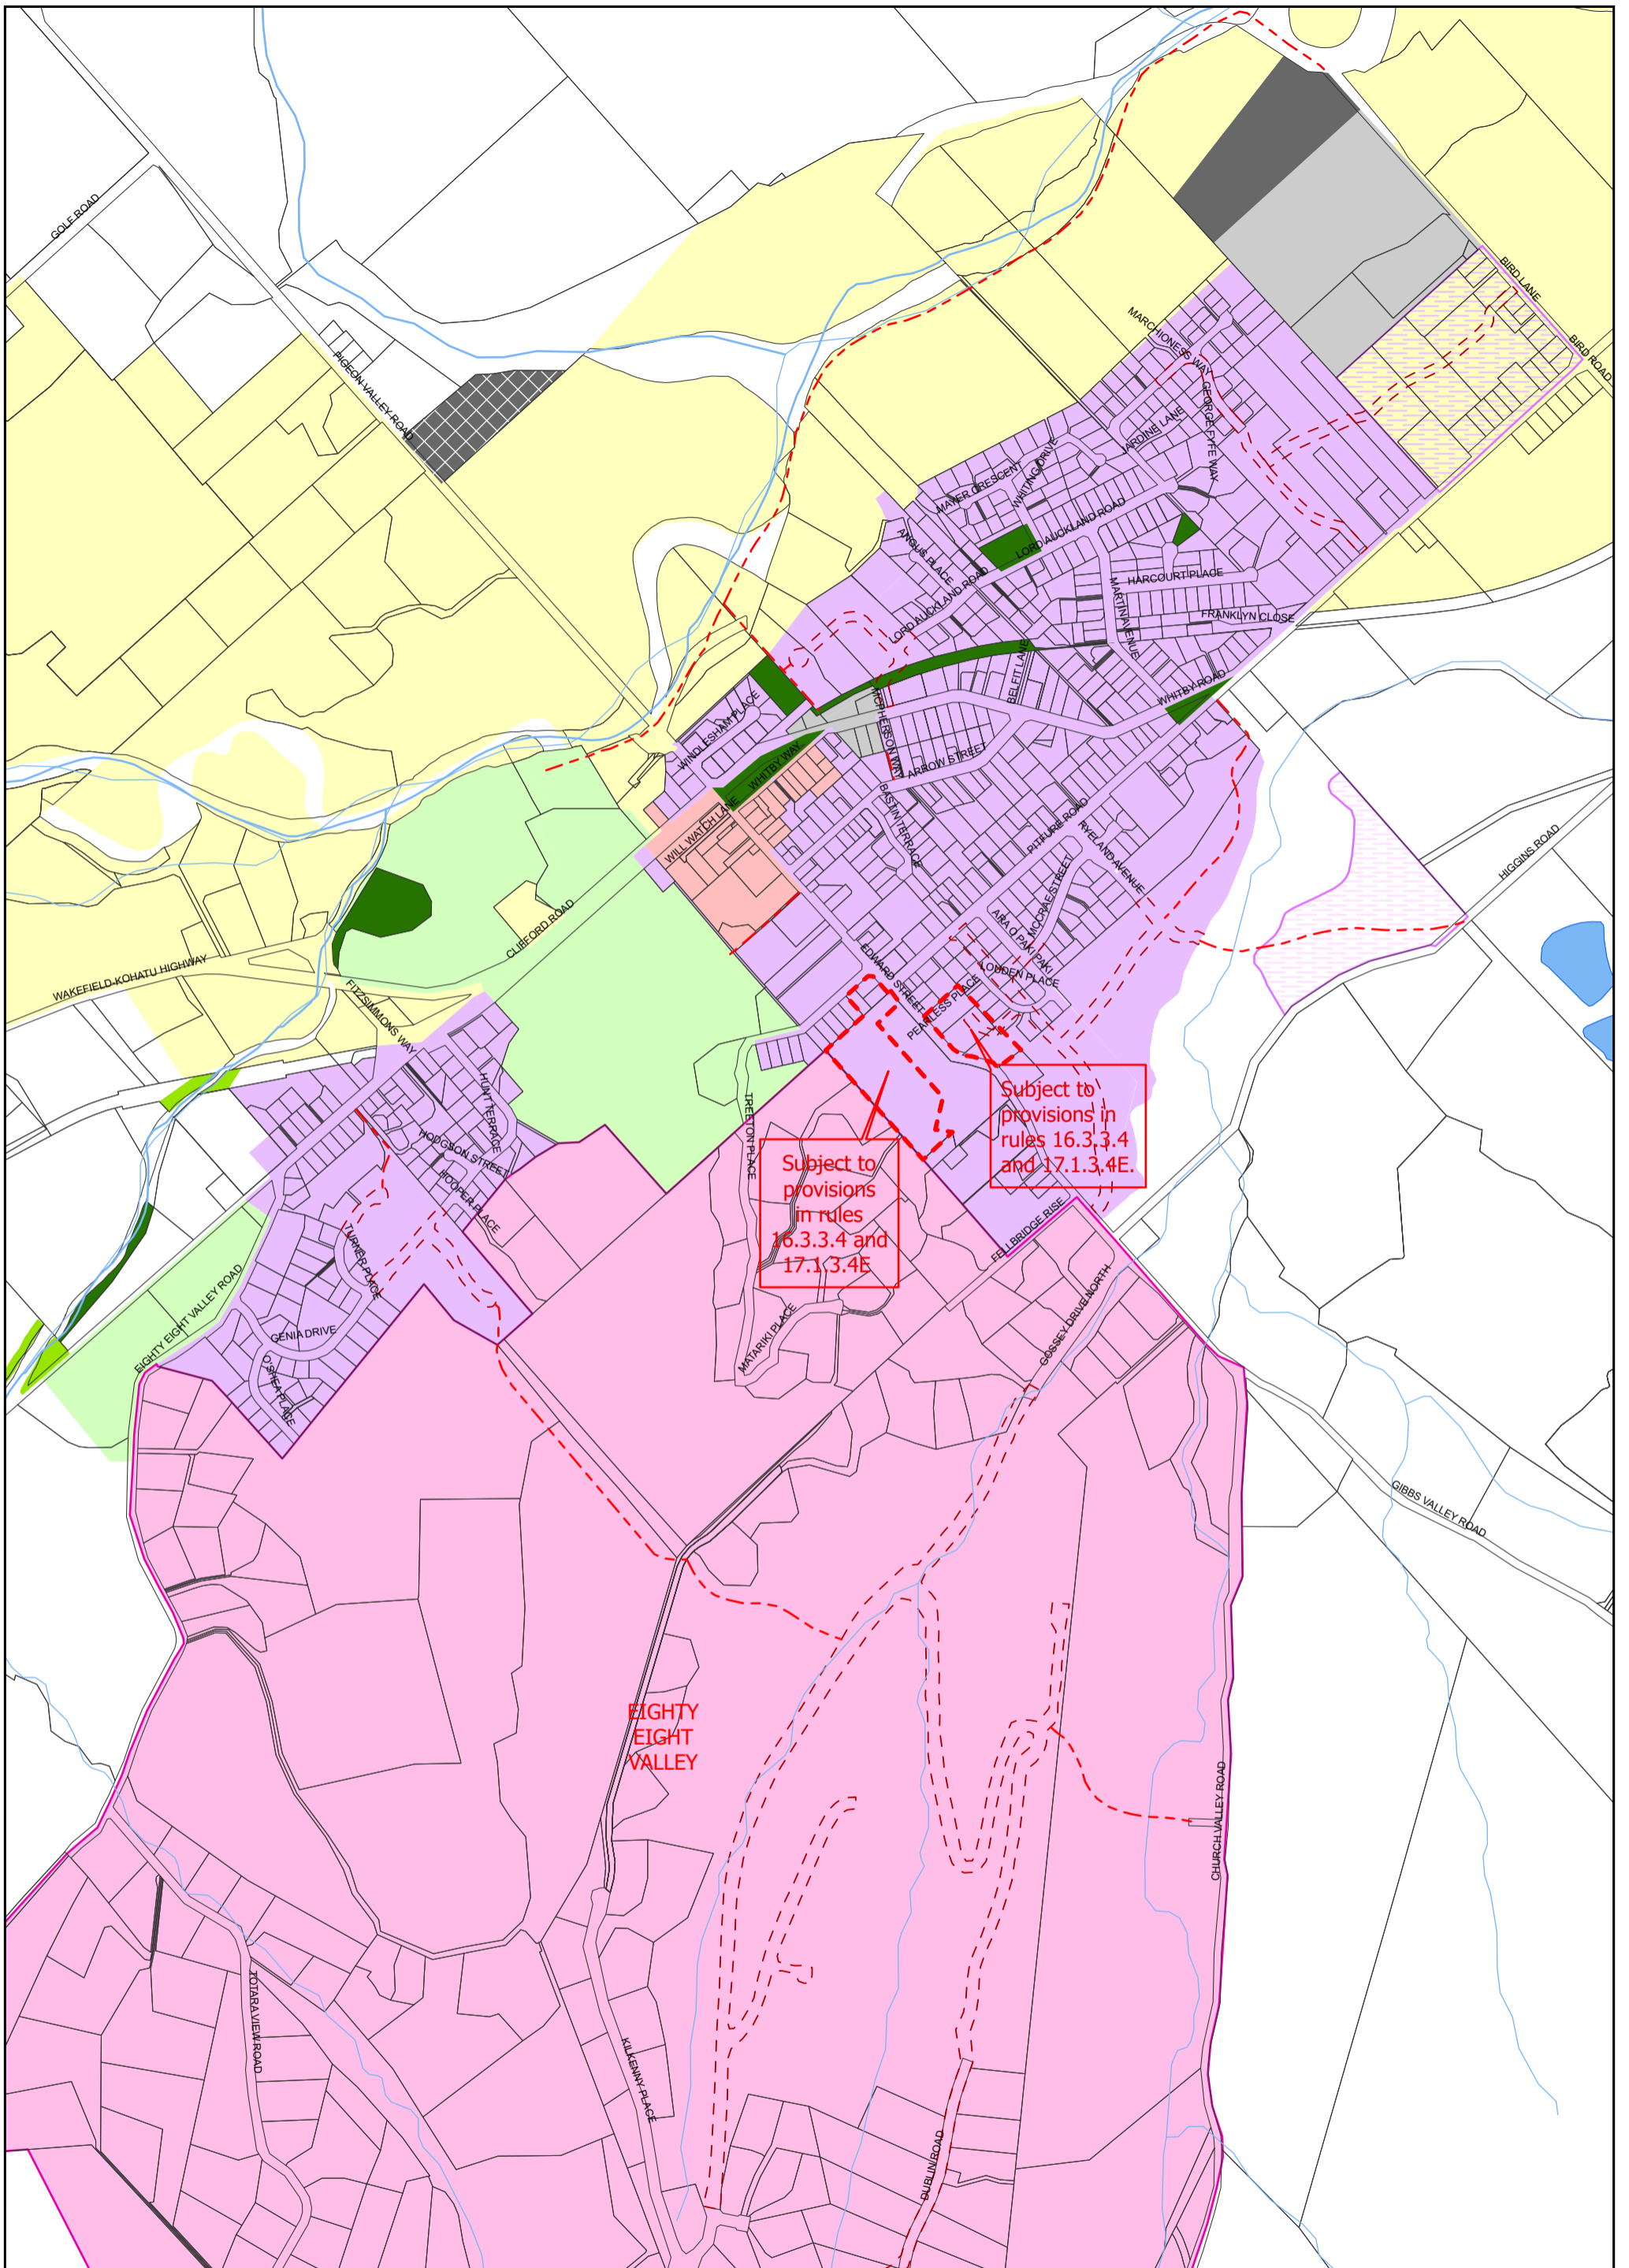 GOLF ROAD
PIGEON VALLEY ROAD
BIRD LANE
BIRD ROAD
MARCHIONESS WAY
GEORGE FYFE WAY
JARDINE LANE
WHITING DRIVE
MAYER CRESCENT
LORD AUCKLAND ROAD
ANGUS PLACE
LORD AUCKLAND ROAD
HARCOURT PLACE
MARTIN AVENUE
FRANKLYN CLOSE
BELFIT LANE
WHITBY ROAD
WINDLESHAM PLACE
MCPHERSON WAY
WHITBY WAY
ARROW STREET
WILL WATCH LANE
BASTIN TERRACE
PITFURE ROAD
RYELAND AVENUE
MCCRAE STREET
HIGGINS ROAD
ARA O PAKI PAKI
CLIFFORD ROAD
WAKEFIELD-KOHATU HIGHWAY
FITZSIMMONS WAY
EDWARD STREET
LOUDEN PLACE
PEARLESS PLACE
HUNT TERRACE
HODGSON STREET
HOOPER PLACE
TREETON PLACE
Subject to
provisions in
rules 16.3.3.4
and 17.1.3.4E.
Subject to
provisions
in rules
16.3.3.4 and
17.1.3.4E
TURNER PLACE
FELLBRIDGE RISE
EIGHTY EIGHT VALLEY ROAD
GENIA DRIVE
O'SHEA PLACE
MATARIKI PLACE
GOSSEY DRIVE NORTH
GIBBS VALLEY ROAD
EIGHTY
EIGHT
VALLEY
CHURCH VALLEY ROAD
TOTARA VIEW ROAD
KILKENNY PLACE
DUBLIN ROAD